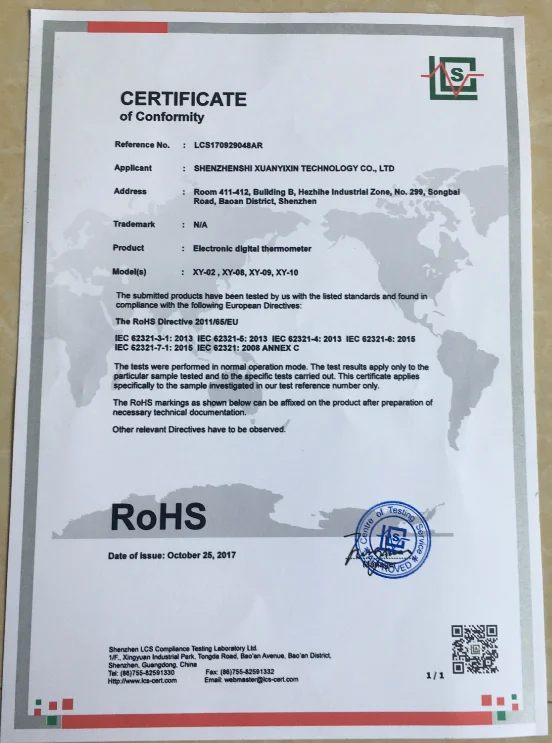 LCS
CERTIFICATE
of Conformity
Reference No. : LCS170929048AR
Applicant : SHENZHENSHI XUANYIXIN TECHNOLOGY CO., LTD
Address : Room 411-412, Building B, Hezhihe Industrial Zone, No. 299, Songbai
Road, Baoan District, Shenzhen
Trademark : N/A
Product : Electronic digital thermometer
Model(s) : XY-02 , XY-08, XY-09, XY-10
The submitted products have been tested by us with the listed standards and found in
compliance with the following European Directives:
The RoHS Directive 2011/65/EU
IEC 62321-3-1: 2013 IEC 62321-5: 2013 IEC 62321-4: 2013 IEC 62321-6: 2015
IEC 62321-7-1: 2015 IEC 62321: 2008 ANNEX C
The tests were performed in normal operation mode. The test results apply only to the
particular sample tested and to the specific tests carried out. This certificate applies
specifically to the sample investigated in our test reference number only.
The RoHS markings as shown below can be affixed on the product after preparation of
necessary technical documentation.
Other relevant Directives have to be observed.
RoHS
Centre of Testing Service
APPROVED
Manager
Date of issue: October 25, 2017
Shenzhen LCS Compliance Testing Laboratory Ltd.
1/F., Xingyuan Industrial Park, Tongda Road, Bao'an Avenue, Bao'an District,
Shenzhen, Guangdong, China
Tel: (86)755-82591330 Fax: (86)755-82591332
Http://www.lcs-cert.com Email: webmaster@lcs-cert.com
1 / 1